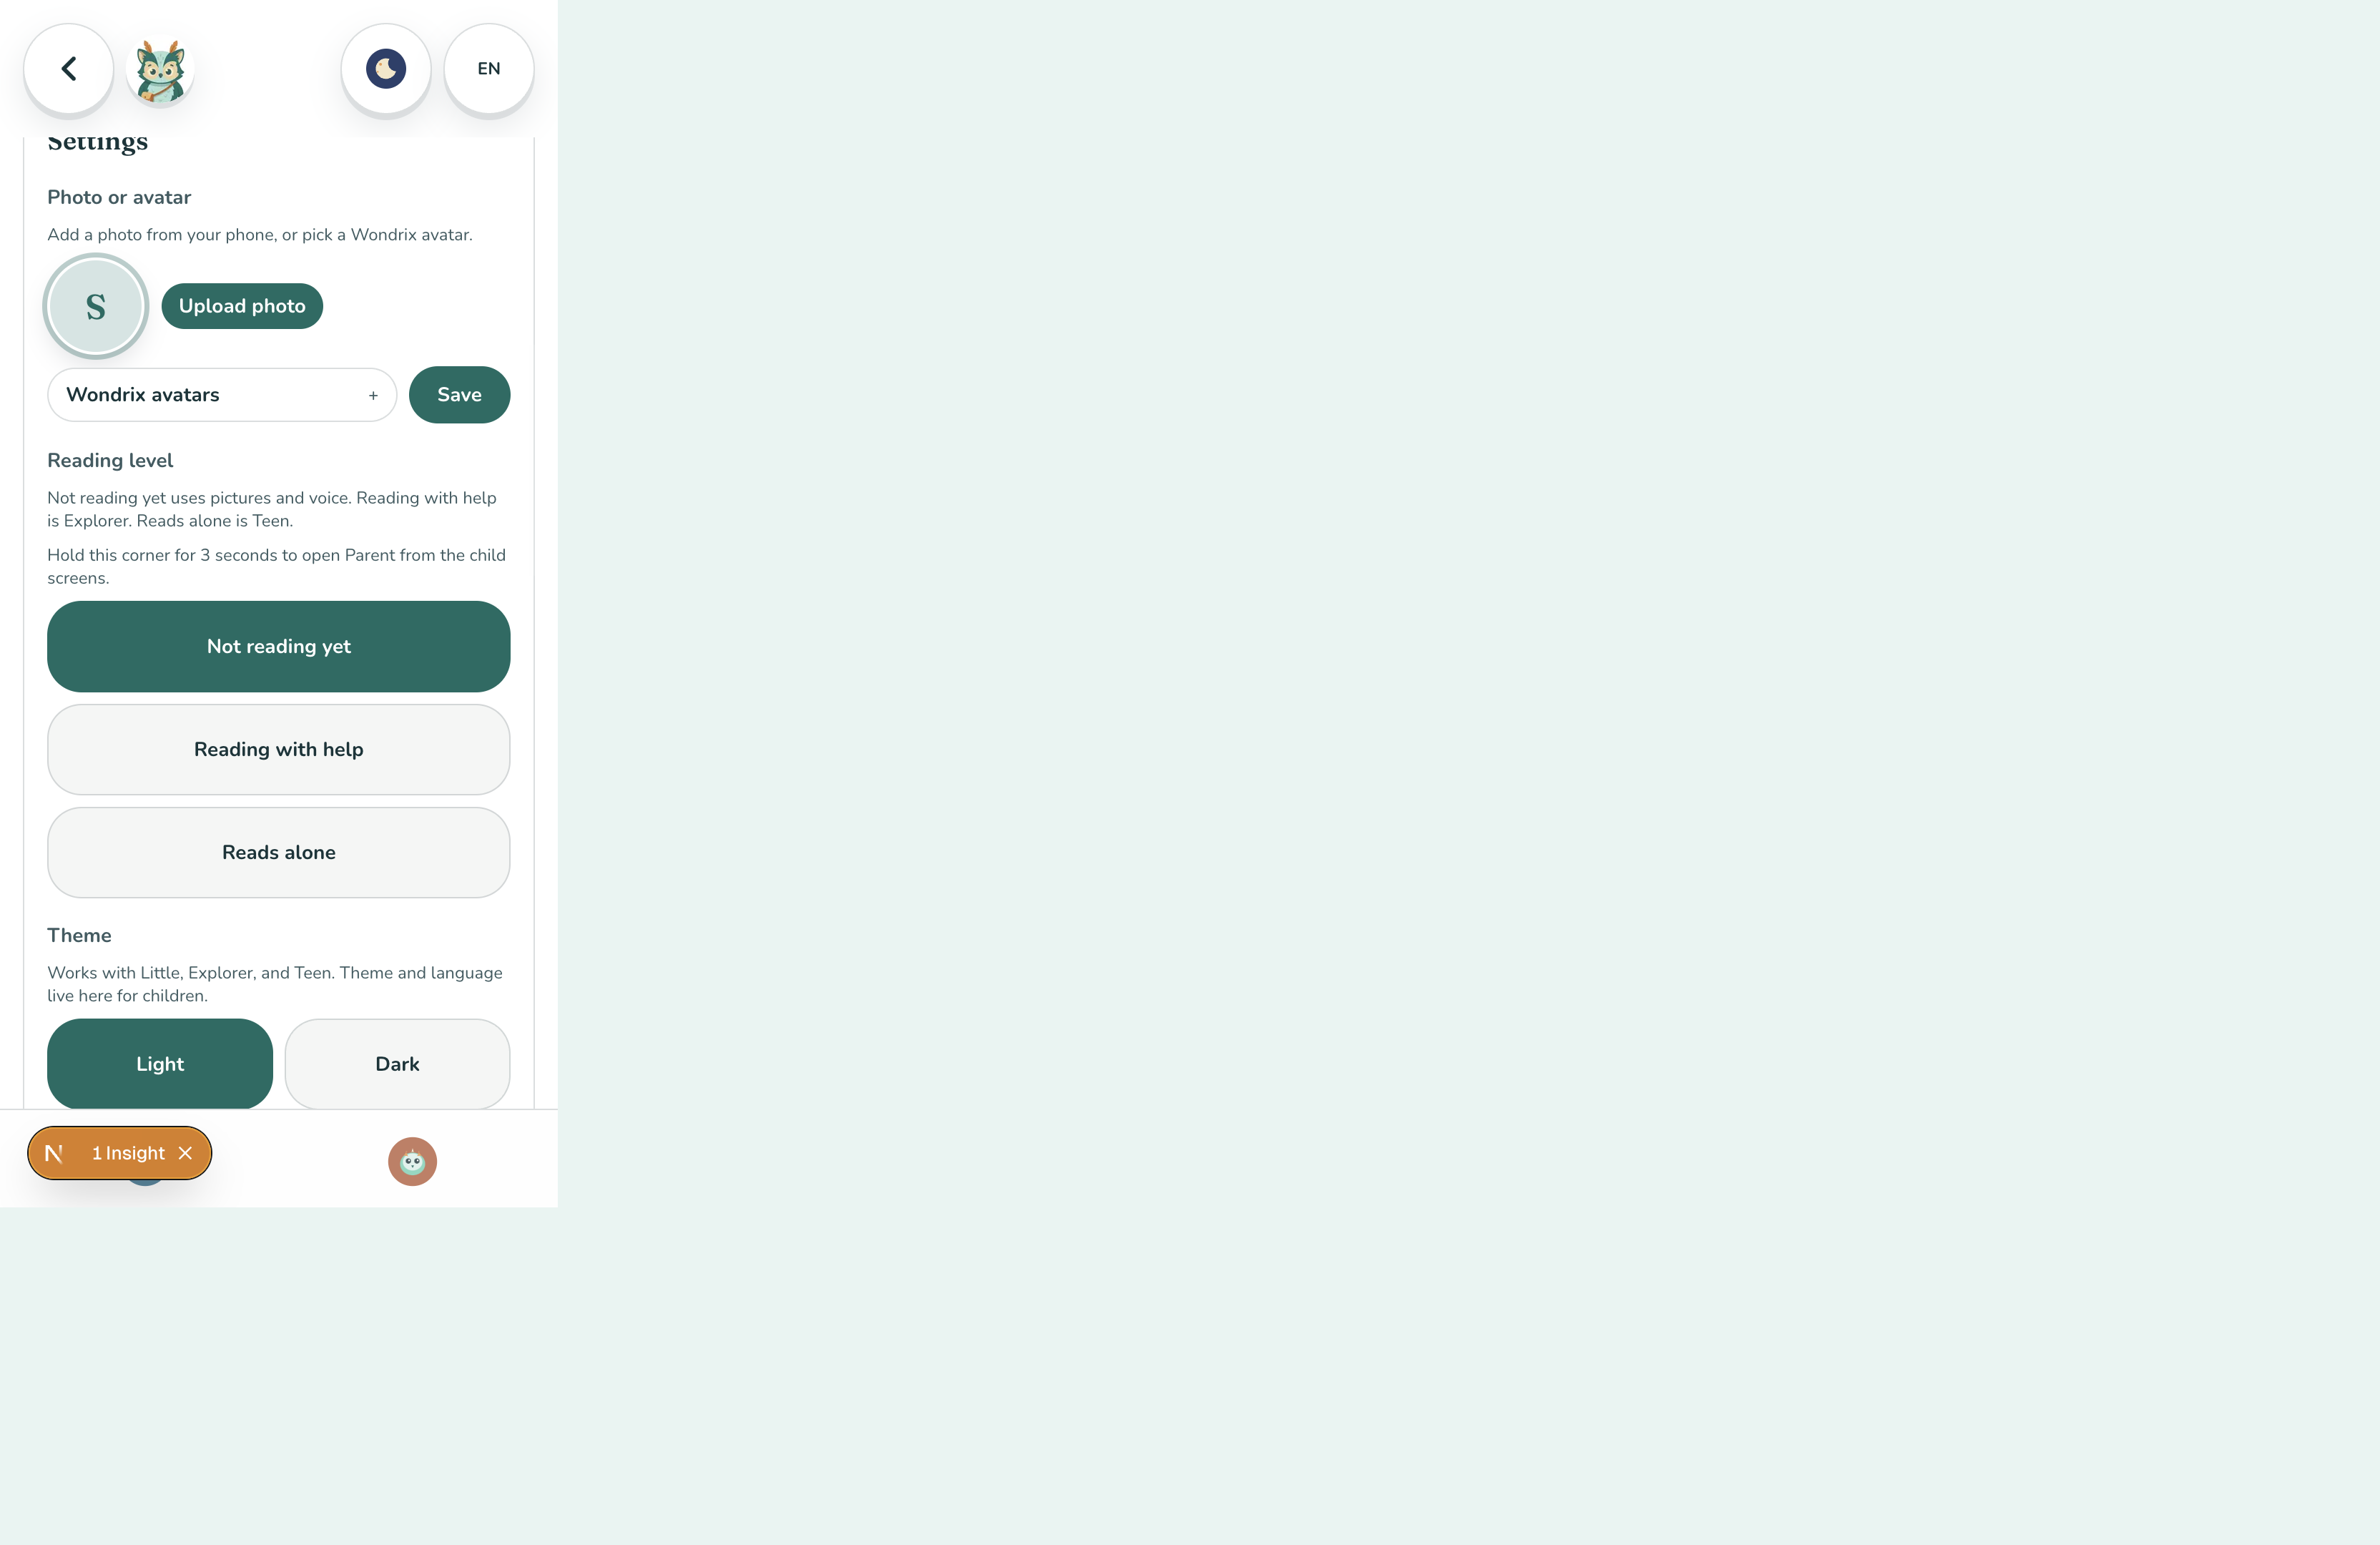 EN
Settings
Photo or avatar
Add a photo from your phone, or pick a Wondrix avatar.
S
Upload photo
Wondrix avatars +
Save
Reading level
Not reading yet uses pictures and voice. Reading with help
is Explorer. Reads alone is Teen.
Hold this corner for 3 seconds to open Parent from the child
screens.
Not reading yet
Reading with help
Reads alone
Theme
Works with Little, Explorer, and Teen. Theme and language
live here for children.
Light
Dark
N 1 Insight